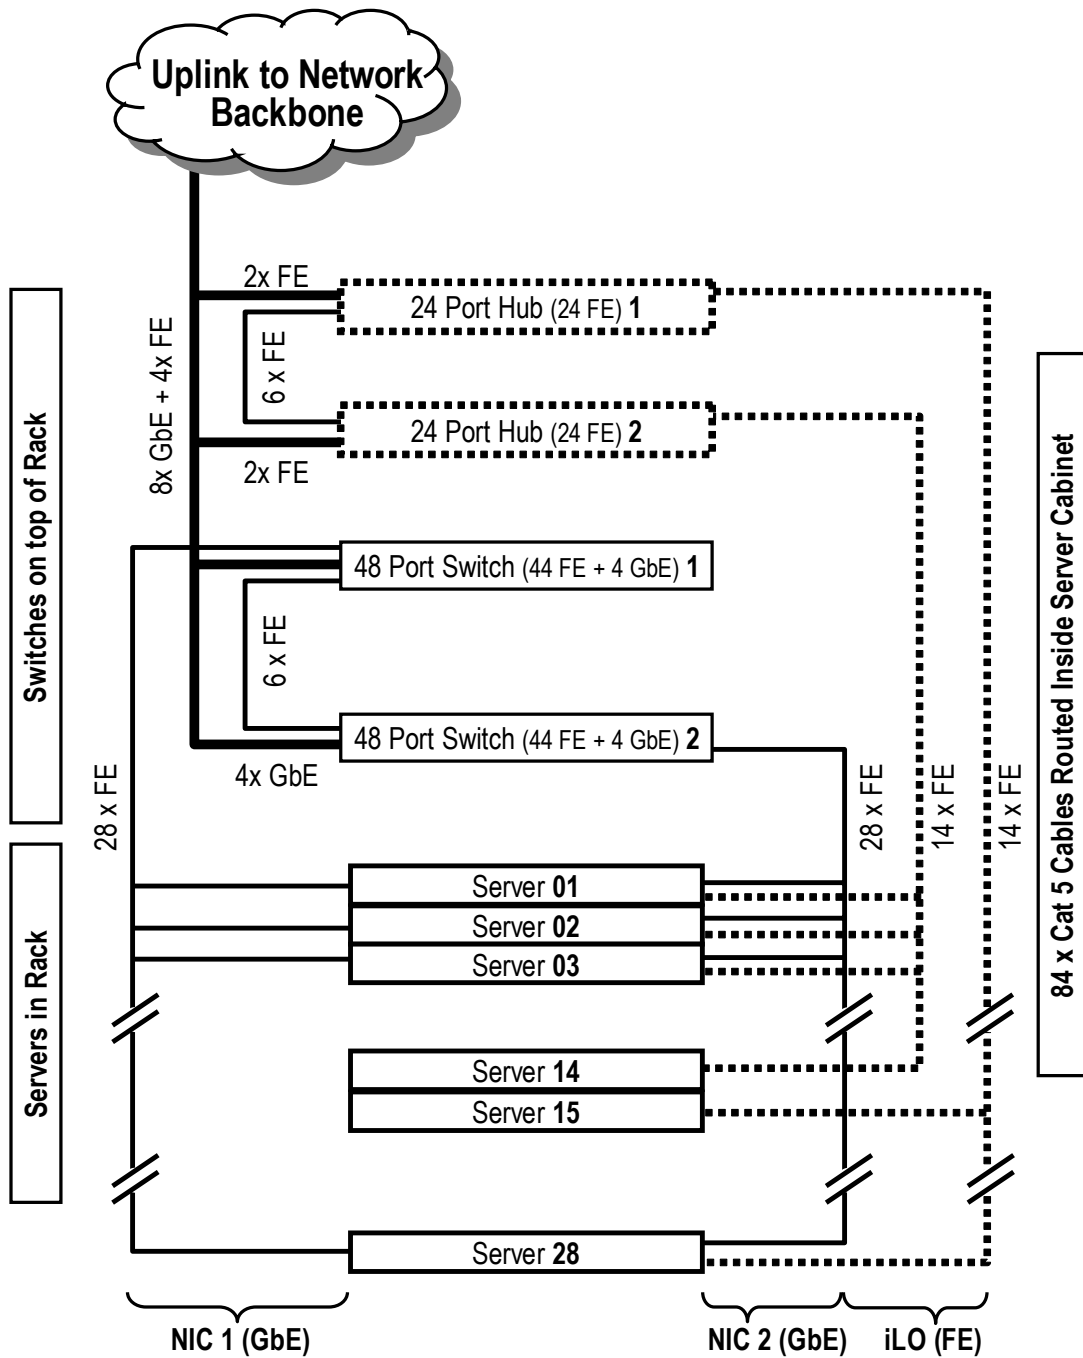 Uplink to Network
Backbone
2x FE
24 Port Hub (24 FE) 1
6 x FE
8x GbE + 4x FE
24 Port Hub (24 FE) 2
2x FE
Switches on top of Rack
48 Port Switch (44 FE + 4 GbE) 1
6 x FE
48 Port Switch (44 FE + 4 GbE) 2
4x GbE
28 x FE
28 x FE
14 x FE
14 x FE
84 x Cat 5 Cables Routed Inside Server Cabinet
Servers in Rack
Server 01
Server 02
Server 03
Server 14
Server 15
Server 28
NIC 1 (GbE)
NIC 2 (GbE)
iLO (FE)